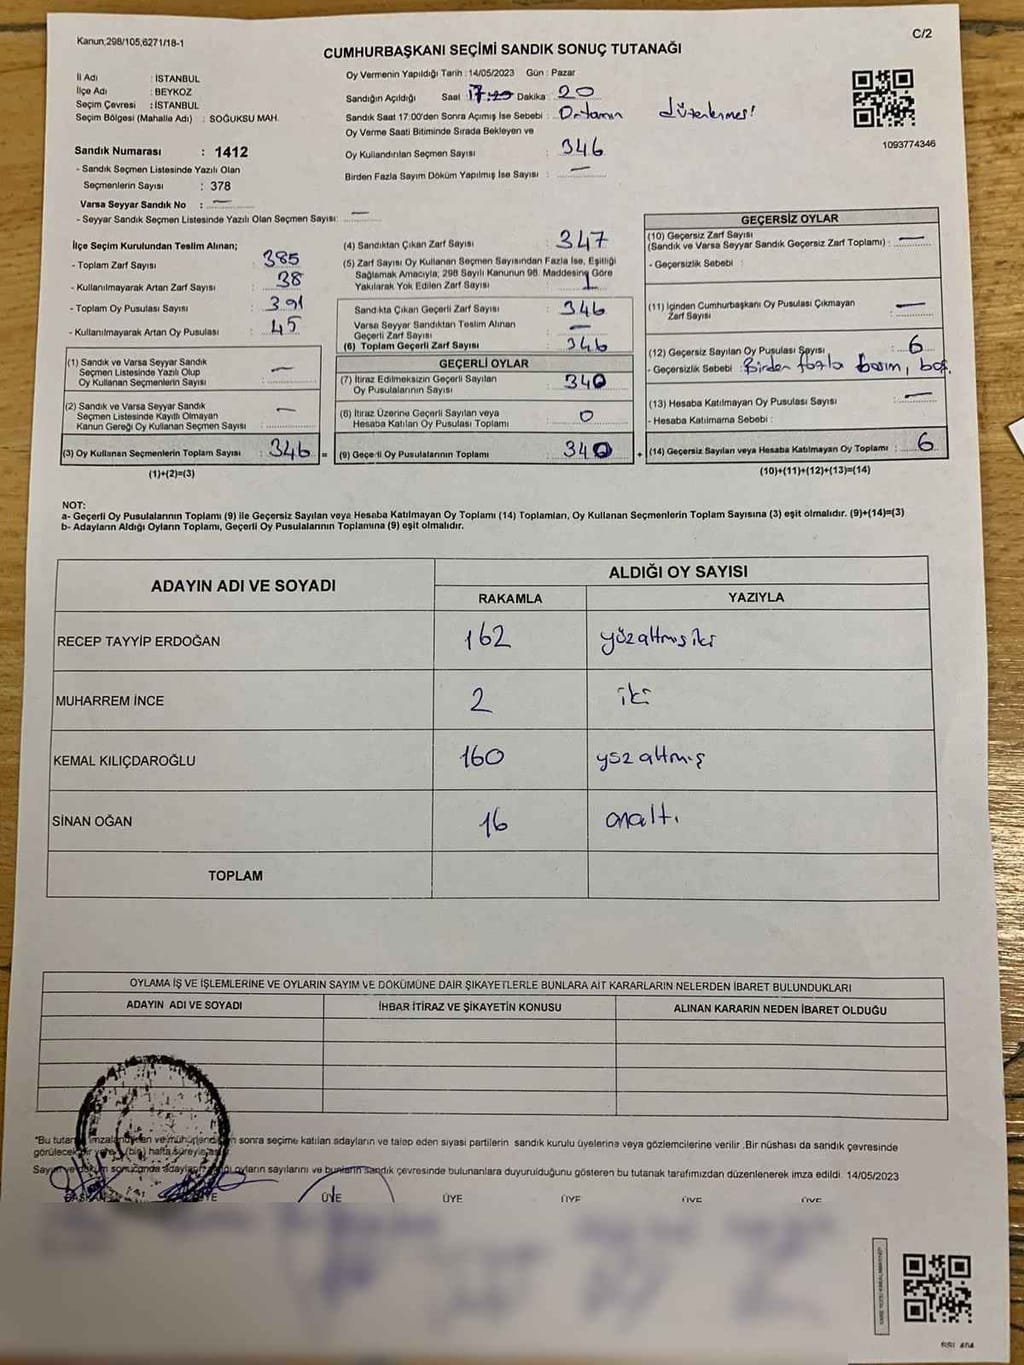 Kanun,298/105,6271/18-1
C/2
CUMHURBAŞKANI SEÇİMİ SANDIK SONUÇ TUTANAĞI
İl Adı : İSTANBUL
İlçe Adı : BEYKOZ
Seçim Çevresi : İSTANBUL
Seçim Bölgesi (Mahalle Adı) : SOĞUKSU MAH.
Sandık Numarası : 1412
- Sandık Seçmen Listesinde Yazılı Olan
Seçmenlerin Sayısı : 378
Varsa Seyyar Sandık No : —
- Seyyar Sandık Seçmen Listesinde Yazılı Olan Seçmen Sayısı: —
Oy Vermenin Yapıldığı Tarih : 14/05/2023 Gün : Pazar
Sandığın Açıldığı Saat 17:20 Dakika 20
Sandık Saat 17:00'den Sonra Açımış İse Sebebi : Ortamın düzenlemesi
Oy Verme Saati Bitiminde Sırada Bekleyen ve
Oy Kullandırılan Seçmen Sayısı : 346
Birden Fazla Sayım Döküm Yapılmış İse Sayısı : —
1093774346
İlçe Seçim Kurulundan Teslim Alınan;
- Toplam Zarf Sayısı : 385
- Kullanılmayarak Artan Zarf Sayısı : 38
- Toplam Oy Pusulası Sayısı : 391
- Kullanılmayarak Artan Oy Pusulası : 45
(1) Sandık ve Varsa Seyyar Sandık
Seçmen Listesinde Yazılı Olup
Oy Kullanan Seçmenlerin Sayısı : —
(2) Sandık ve Varsa Seyyar Sandık
Seçmen Listesinde Kayıtlı Olmayan
Kanun Gereği Oy Kullanan Seçmen Sayısı : —
(3) Oy Kullanan Seçmenlerin Toplam Sayısı : 346 =
(1)+(2)=(3)
(4) Sandıktan Çıkan Zarf Sayısı : 347
(5) Zarf Sayısı Oy Kullanan Seçmen Sayısından Fazla İse, Eşitliği
Sağlamak Amacıyla; 298 Sayılı Kanunun 98. Maddesine Göre
Yakılarak Yok Edilen Zarf Sayısı : 1
Sandıkta Çıkan Geçerli Zarf Sayısı : 346
Varsa Seyyar Sandıktan Teslim Alınan
Geçerli Zarf Sayısı : —
(6) Toplam Geçerli Zarf Sayısı : 346
GEÇERLİ OYLAR
(7) İtiraz Edilmeksizin Geçerli Sayılan
Oy Pusulalarının Sayısı : 340
(8) İtiraz Üzerine Geçerli Sayılan veya
Hesaba Katılan Oy Pusulası Toplamı : 0
(9) Geçerli Oy Pusulalarının Toplamı : 340 +
GEÇERSİZ OYLAR
(10) Geçersiz Zarf Sayısı
(Sandık ve Varsa Seyyar Sandık Geçersiz Zarf Toplamı) : —
- Geçersizlik Sebebi :
(11) İçinden Cumhurbaşkanı Oy Pusulası Çıkmayan
Zarf Sayısı : —
(12) Geçersiz Sayılan Oy Pusulası Sayısı : 6
- Geçersizlik Sebebi : Birden fazla basım, boş.
(13) Hesaba Katılmayan Oy Pusulası Sayısı : —
- Hesaba Katılmama Sebebi :
(14) Geçersiz Sayılan veya Hesaba Katılmayan Oy Toplamı : 6
(10)+(11)+(12)+(13)=(14)
NOT:
a- Geçerli Oy Pusulalarının Toplamı (9) ile Geçersiz Sayılan veya Hesaba Katılmayan Oy Toplamı (14) Toplamları, Oy Kullanan Seçmenlerin Toplam Sayısına (3) eşit olmalıdır. (9)+(14)=(3)
b- Adayların Aldığı Oyların Toplamı, Geçerli Oy Pusulalarının Toplamına (9) eşit olmalıdır.
ADAYIN ADI VE SOYADI ALDIĞI OY SAYISI
RAKAMLA YAZIYLA
RECEP TAYYİP ERDOĞAN 162 yüzaltmışiki
MUHARREM İNCE 2 iki
KEMAL KILIÇDAROĞLU 160 yüz altmış
SİNAN OĞAN 16 onaltı
TOPLAM
OYLAMA İŞ VE İŞLEMLERİNE VE OYLARIN SAYIM VE DÖKÜMÜNE DAİR ŞİKAYETLERLE BUNLARA AİT KARARLARIN NELERDEN İBARET BULUNDUKLARI
ADAYIN ADI VE SOYADI İHBAR İTİRAZ VE ŞİKAYETİN KONUSU ALINAN KARARIN NEDEN İBARET OLDUĞU
*Bu tutanak imzalandıktan ve mühürlendikten sonra seçime katılan adayların ve talep eden siyasi partilerin sandık kurulu üyelerine veya gözlemcilerine verilir .Bir nüshası da sandık çevresinde
görülecek bir yere (bir) hafta süreyle asılır
Sayım ve döküm sonucunda adayların aldığı oyların sayılarını ve bunların sandık çevresinde bulunanlara duyurulduğunu gösteren bu tutanak tarafımızdan düzenlenerek imza edildi. 14/05/2023
BAŞKAN ÜYE ÜYE ÜYE ÜYE ÜYE ÜYE